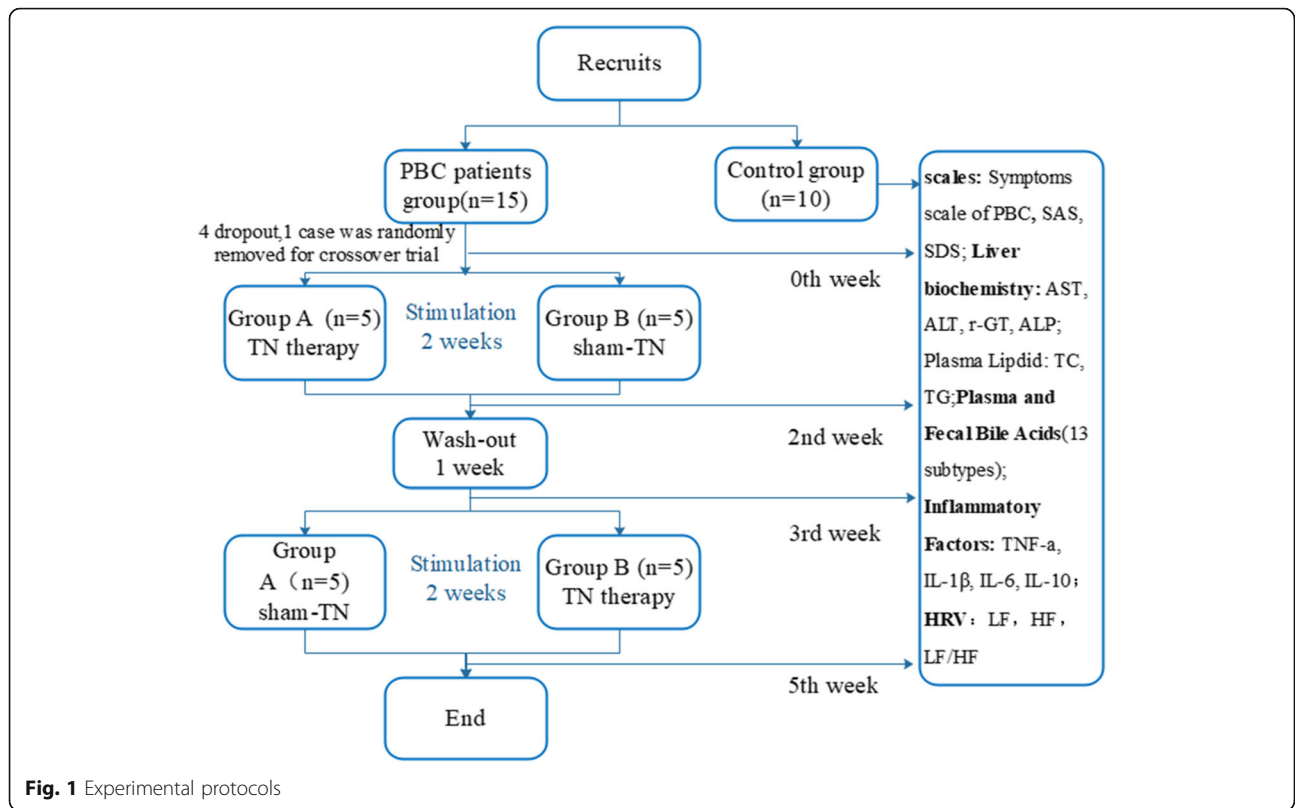 Recruits
PBC patients
group(n=15)
Control group
(n=10)
4 dropout,1 case was randomly
removed for crossover trial
0th week
Group A (n=5)
TN therapy
Stimulation
2 weeks
Group B (n=5)
sham-TN
2nd week
Wash-out
1 week
3rd week
Group
A（n=5)
sham-TN
Stimulation
2 weeks
Group B (n=5)
TN therapy
5th week
End
scales: Symptoms
scale of PBC, SAS,
SDS; Liver
biochemistry: AST,
ALT, r-GT, ALP;
Plasma Lipdid: TC,
TG;Plasma and
Fecal Bile Acids(13
subtypes);
Inflammatory
Factors: TNF-a,
IL-1β, IL-6, IL-10；
HRV：LF，HF，
LF/HF
Fig. 1 Experimental protocols